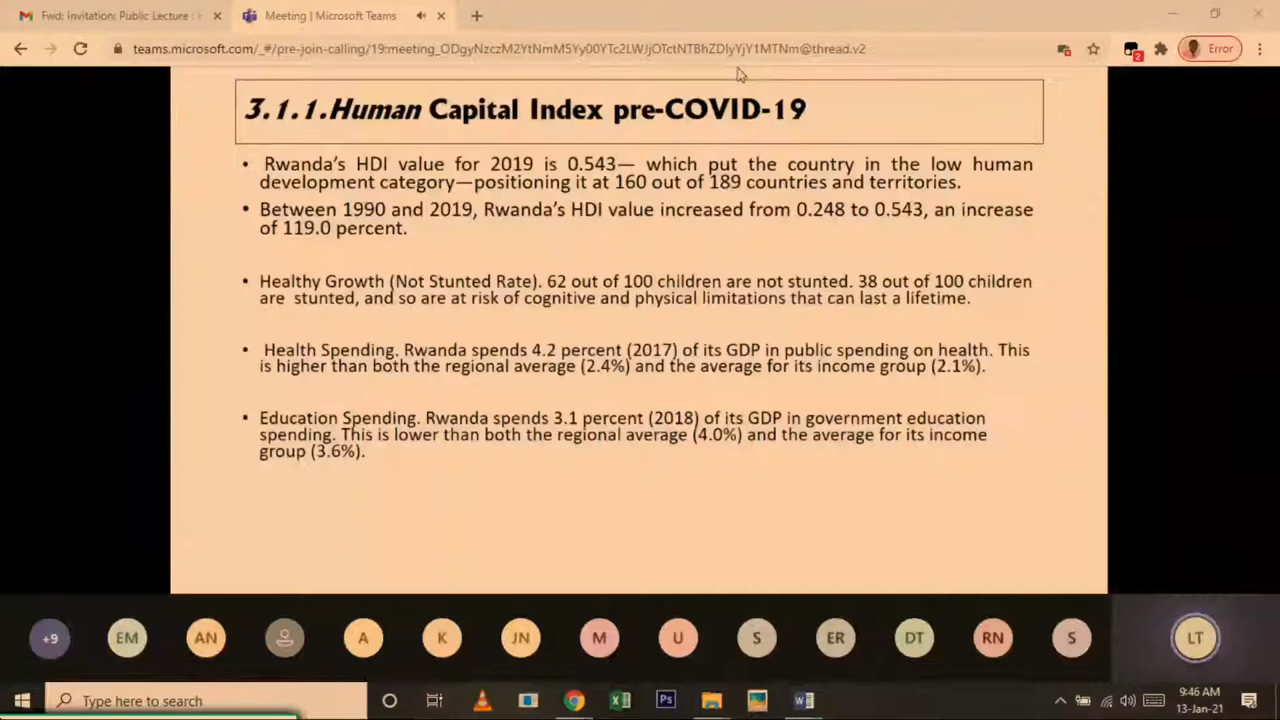 Fwd: Invitation: Public Lecture :
Meeting | Microsoft Teams
teams.microsoft.com/_#/pre-join-calling/19:meeting_ODgyNzczM2YtNmM5Yy00YTc2LWJjOTctNTBhZDIyYjY1MTNm@thread.v2
2
Error
3.1.1.Human Capital Index pre-COVID-19
• Rwanda's HDI value for 2019 is 0.543— which put the country in the low human
development category—positioning it at 160 out of 189 countries and territories.
• Between 1990 and 2019, Rwanda's HDI value increased from 0.248 to 0.543, an increase
of 119.0 percent.
• Healthy Growth (Not Stunted Rate). 62 out of 100 children are not stunted. 38 out of 100 children
are stunted, and so are at risk of cognitive and physical limitations that can last a lifetime.
• Health Spending. Rwanda spends 4.2 percent (2017) of its GDP in public spending on health. This
is higher than both the regional average (2.4%) and the average for its income group (2.1%).
• Education Spending. Rwanda spends 3.1 percent (2018) of its GDP in government education
spending. This is lower than both the regional average (4.0%) and the average for its income
group (3.6%).
+9 EM AN A K JN M U S ER DT RN S LT
Type here to search
Ps
9:46 AM
13-Jan-21